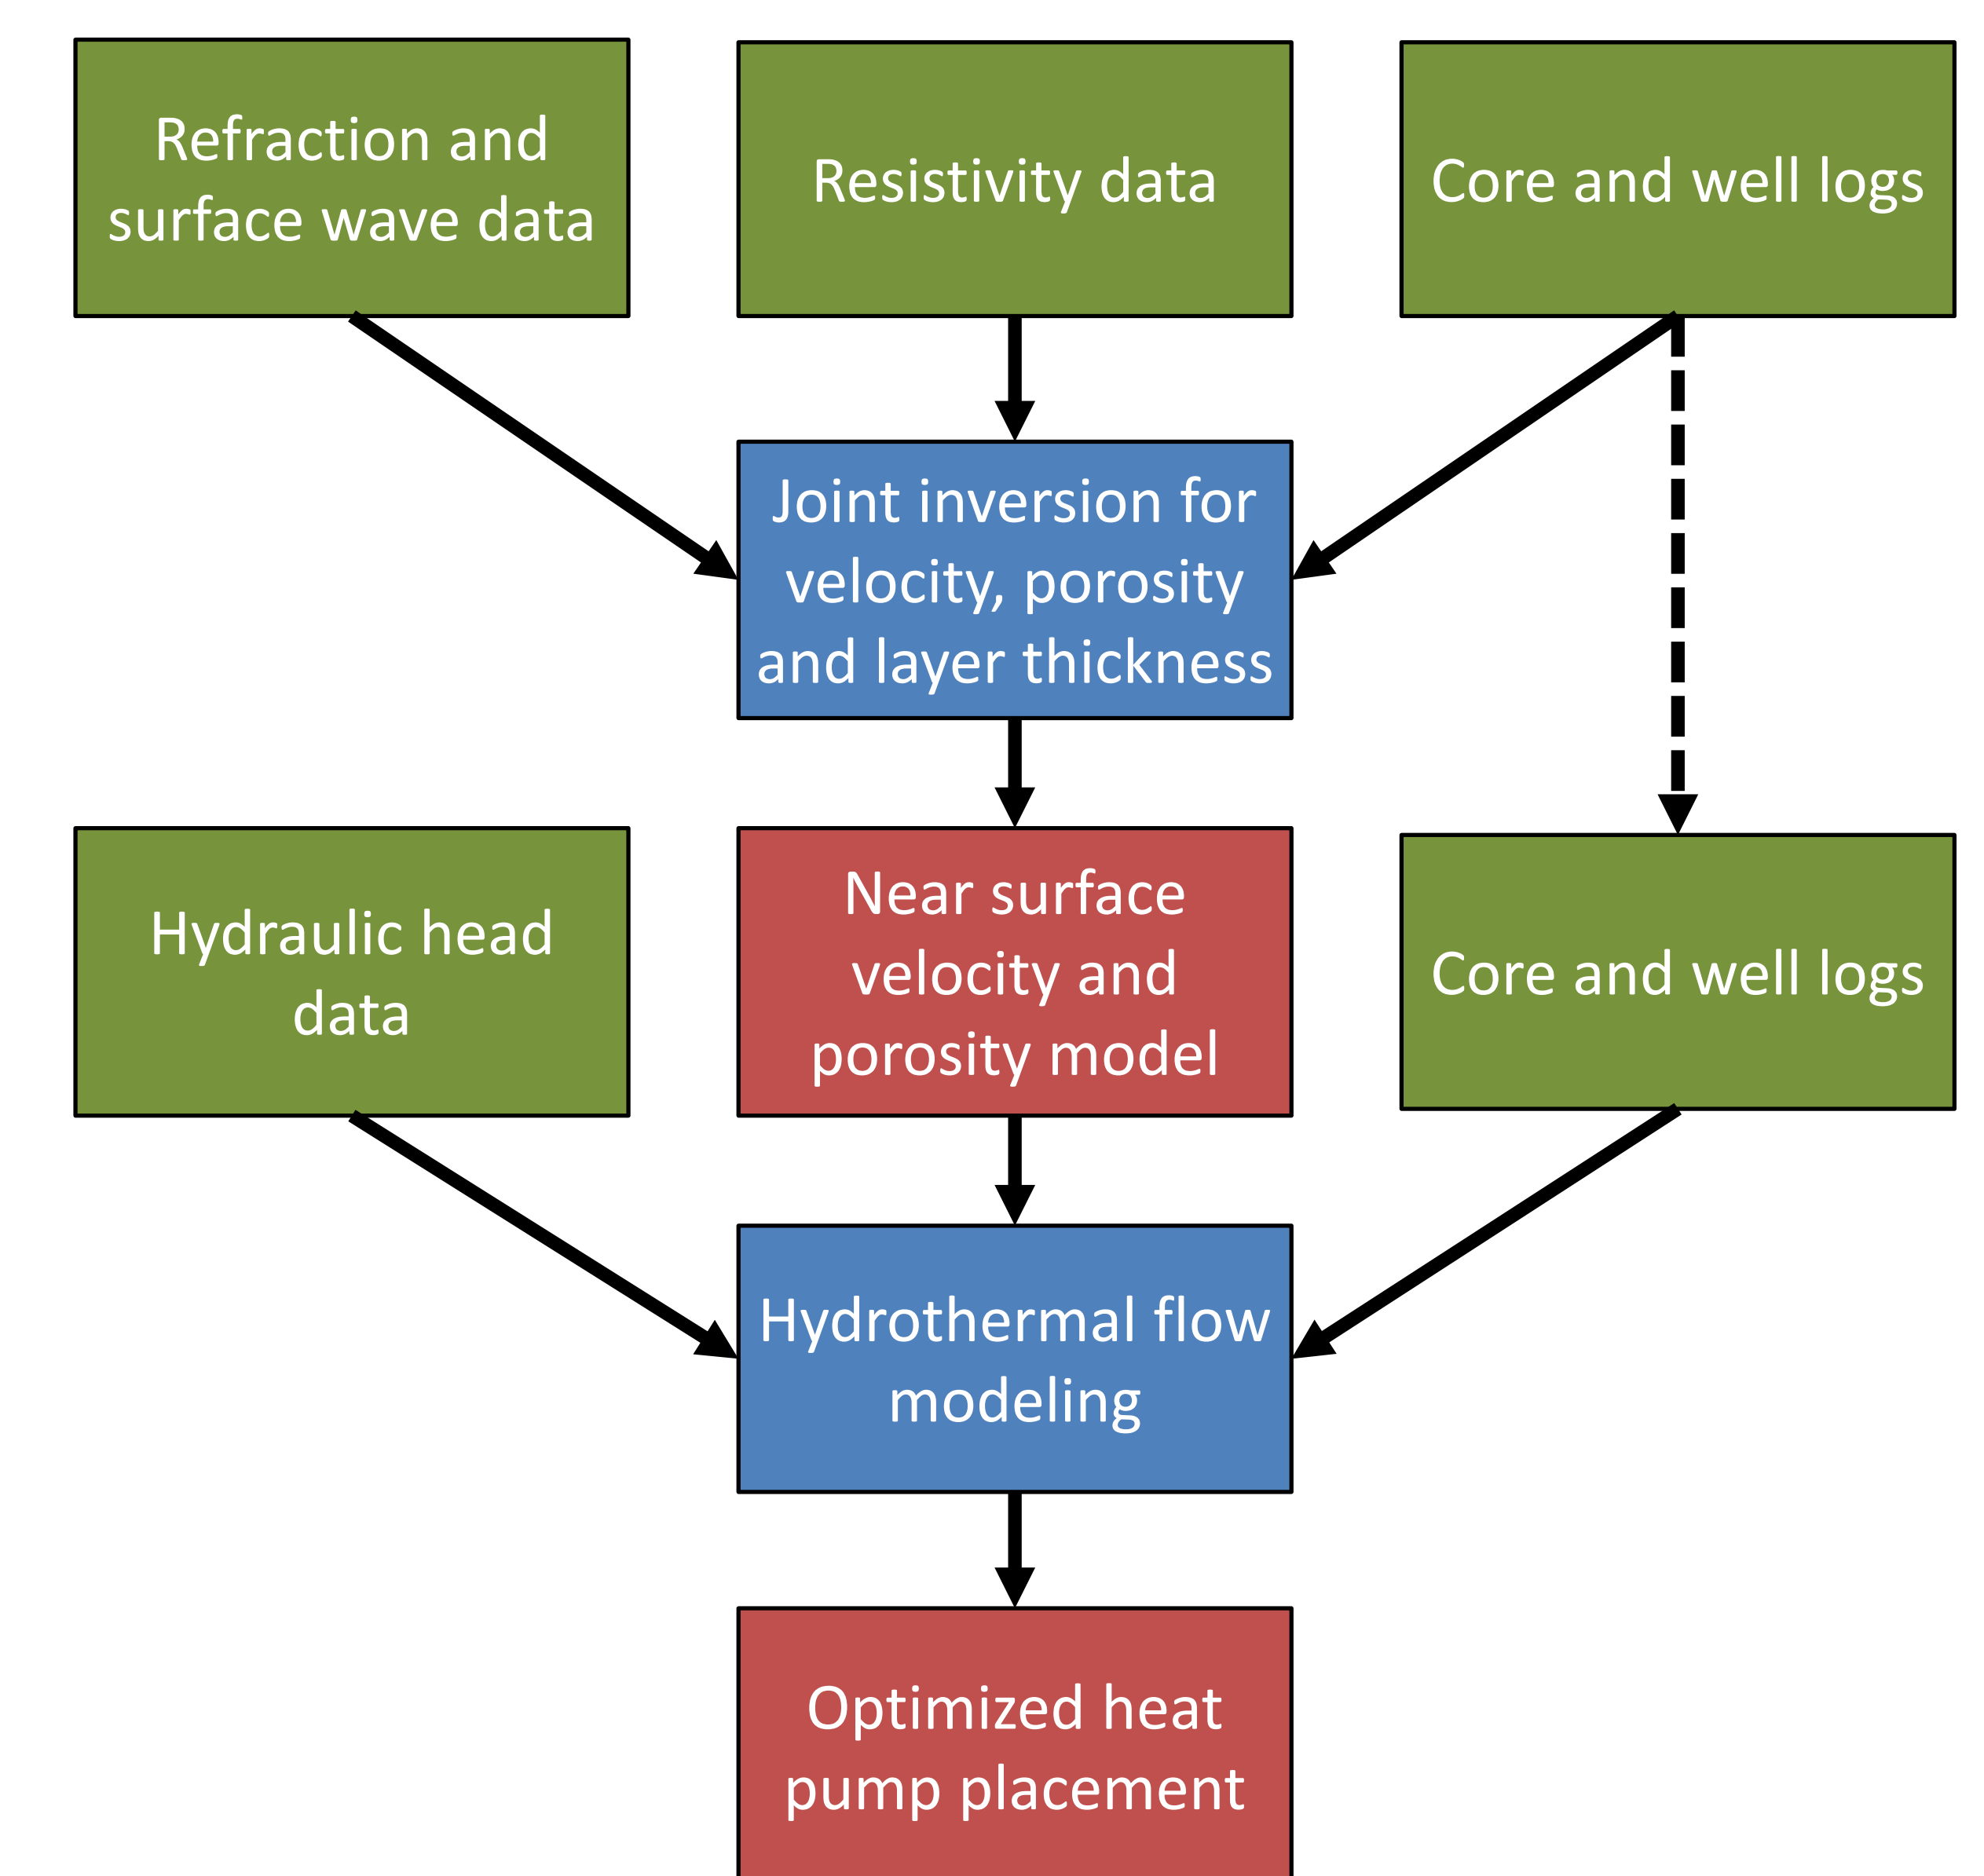 Refraction and
surface wave data
Resistivity data
Core and well logs
Joint inversion for
velocity, porosity
and layer thickness
Hydraulic head
data
Near surface
velocity and
porosity model
Core and well logs
Hydrothermal flow
modeling
Optimized heat
pump placement